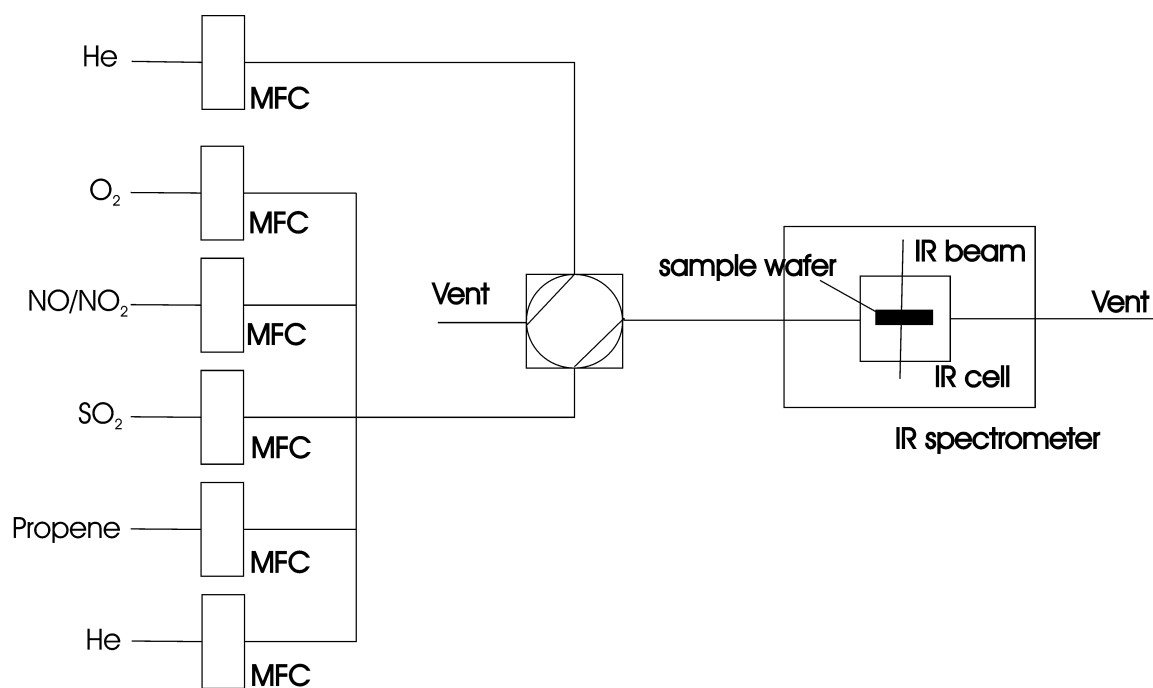 He
MFC
O₂
MFC
NO/NO₂
MFC
SO₂
MFC
Propene
MFC
He
MFC
Vent
sample wafer
IR beam
Vent
IR cell
IR spectrometer